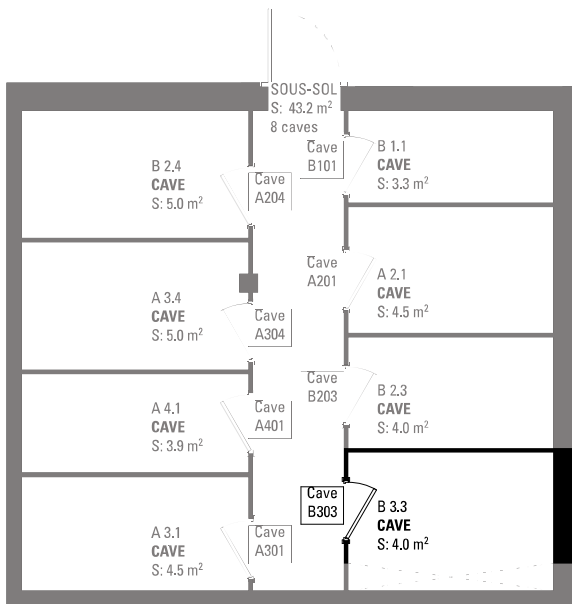 SOUS-SOL
S: 43.2 m²
8 caves
Cave
B101
B 1.1
CAVE
S: 3.3 m²
B 2.4
CAVE
S: 5.0 m²
Cave
A204
Cave
A201
A 2.1
CAVE
S: 4.5 m²
A 3.4
CAVE
S: 5.0 m²
Cave
A304
Cave
B203
B 2.3
CAVE
S: 4.0 m²
A 4.1
CAVE
S: 3.9 m²
Cave
A401
Cave
B303
B 3.3
CAVE
S: 4.0 m²
A 3.1
CAVE
S: 4.5 m²
Cave
A301